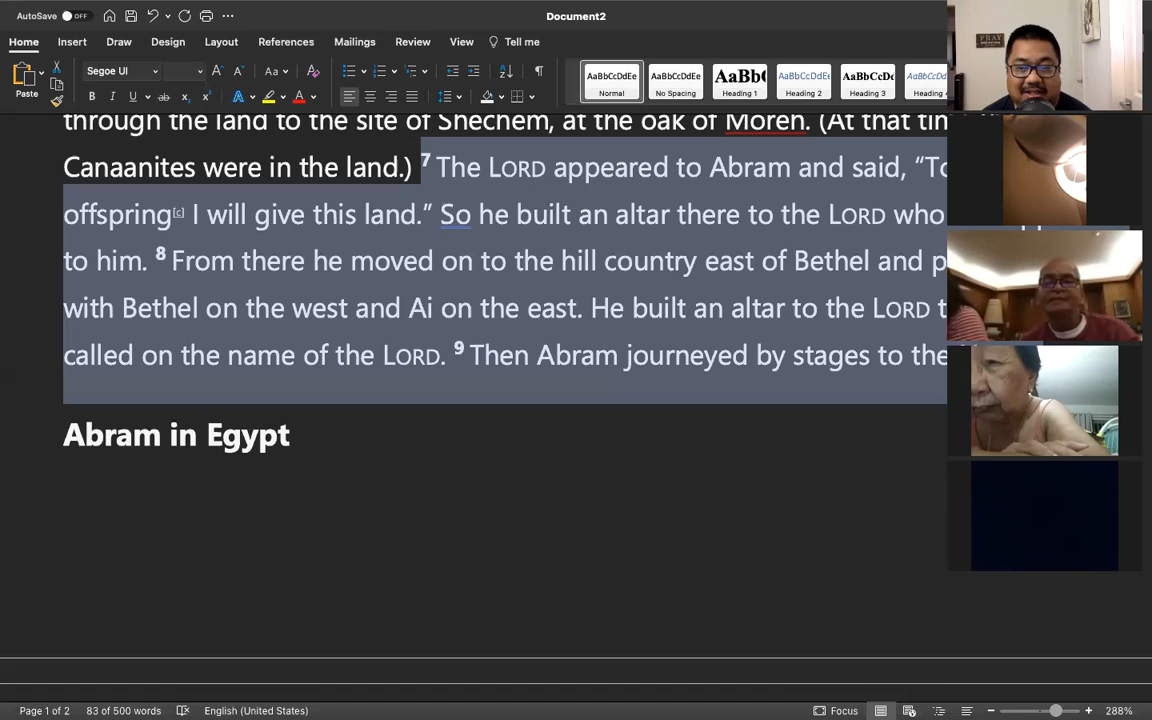 AutoSave OFF
Document2
Home Insert Draw Design Layout References Mailings Review View Tell me
Paste
Segoe UI
Aa
AaBbCcDdEe AaBbCcDdEe AaBbC AaBbCcDdEe AaBbCcDc
Normal No Spacing Heading 1 Heading 2 Heading 3 Heading
PRAY
through the land to the site of Shechem, at the oak of Moreh. (At that tim
Canaanites were in the land.) 7 The LORD appeared to Abram and said, “To
offspring[c] I will give this land.” So he built an altar there to the LORD who
to him. 8 From there he moved on to the hill country east of Bethel and p
with Bethel on the west and Ai on the east. He built an altar to the LORD t
called on the name of the LORD. 9 Then Abram journeyed by stages to the
Abram in Egypt
Page 1 of 2 83 of 500 words English (United States) Focus 288%